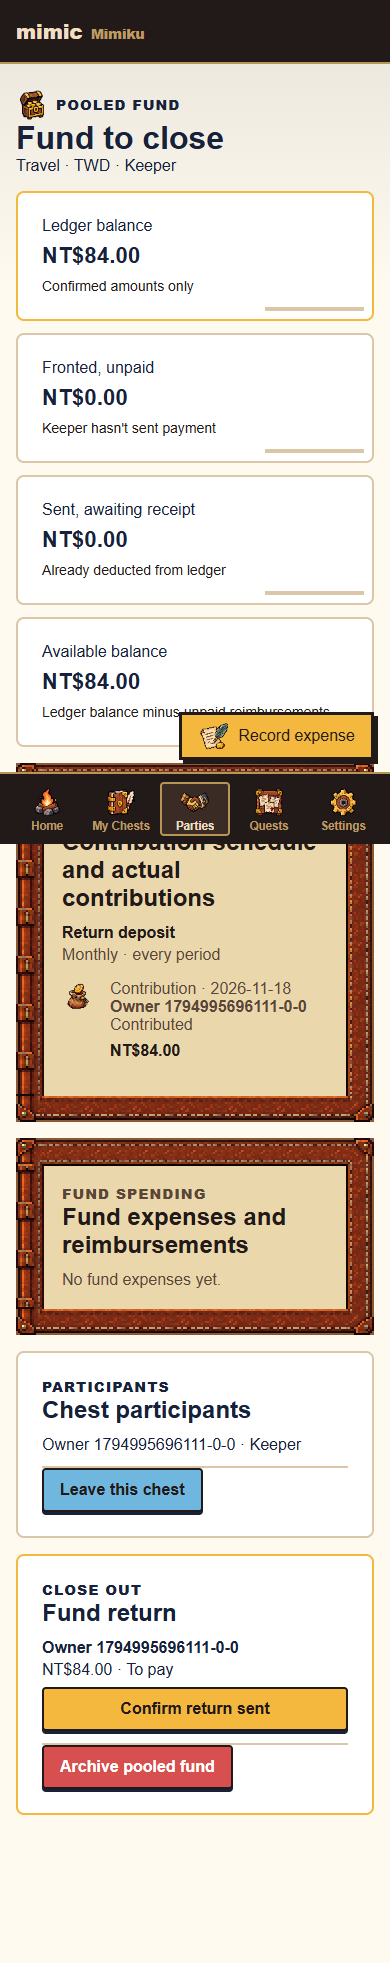 mimic Mimiku
POOLED FUND
Fund to close
Travel · TWD · Keeper
Ledger balance
NT$84.00
Confirmed amounts only
Fronted, unpaid
NT$0.00
Keeper hasn't sent payment
Sent, awaiting receipt
NT$0.00
Already deducted from ledger
Available balance
NT$84.00
Ledger balance minus unpaid reimbursements
Record expense
Home
My Chests
Parties
Quests
Settings
Contribution schedule
and actual
contributions
Return deposit
Monthly · every period
Contribution · 2026-11-18
Owner 1794995696111-0-0
Contributed
NT$84.00
FUND SPENDING
Fund expenses and
reimbursements
No fund expenses yet.
PARTICIPANTS
Chest participants
Owner 1794995696111-0-0 · Keeper
Leave this chest
CLOSE OUT
Fund return
Owner 1794995696111-0-0
NT$84.00 · To pay
Confirm return sent
Archive pooled fund